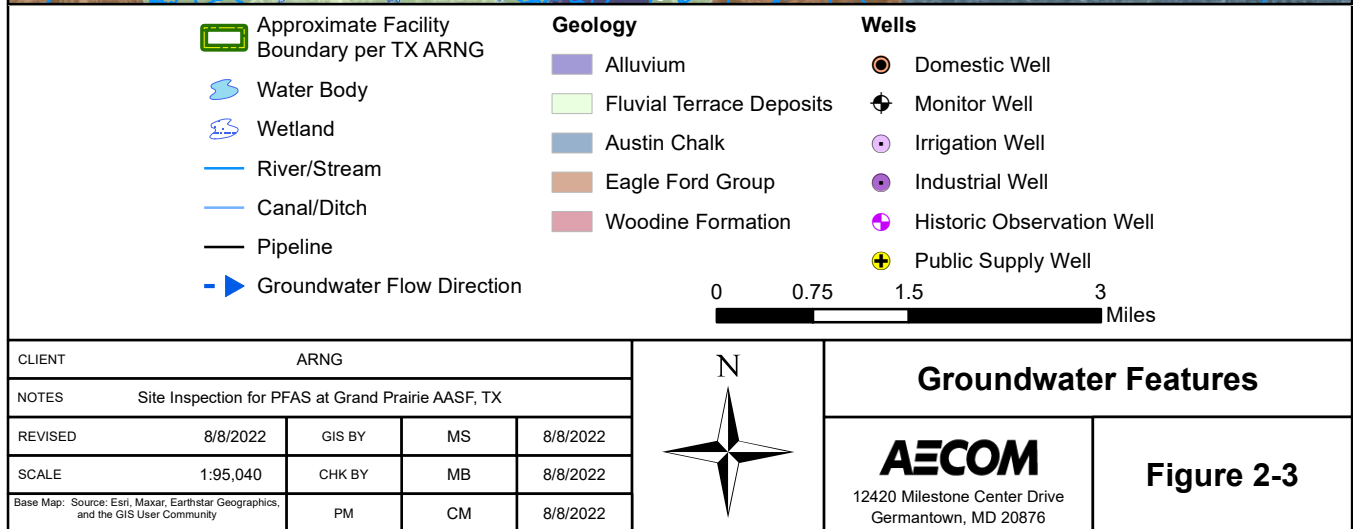 Approximate Facility
Boundary per TX ARNG
Water Body
Wetland
River/Stream
Canal/Ditch
Pipeline
Groundwater Flow Direction
Geology
Alluvium
Fluvial Terrace Deposits
Austin Chalk
Eagle Ford Group
Woodine Formation
Wells
Domestic Well
Monitor Well
Irrigation Well
Industrial Well
Historic Observation Well
Public Supply Well
0 0.75 1.5 3
Miles
CLIENT ARNG
NOTES Site Inspection for PFAS at Grand Prairie AASF, TX
REVISED 8/8/2022 GIS BY MS 8/8/2022
SCALE 1:95,040 CHK BY MB 8/8/2022
Base Map: Source: Esri, Maxar, Earthstar Geographics,
and the GIS User Community
PM CM 8/8/2022
N
Groundwater Features
AECOM
12420 Milestone Center Drive
Germantown, MD 20876
Figure 2-3